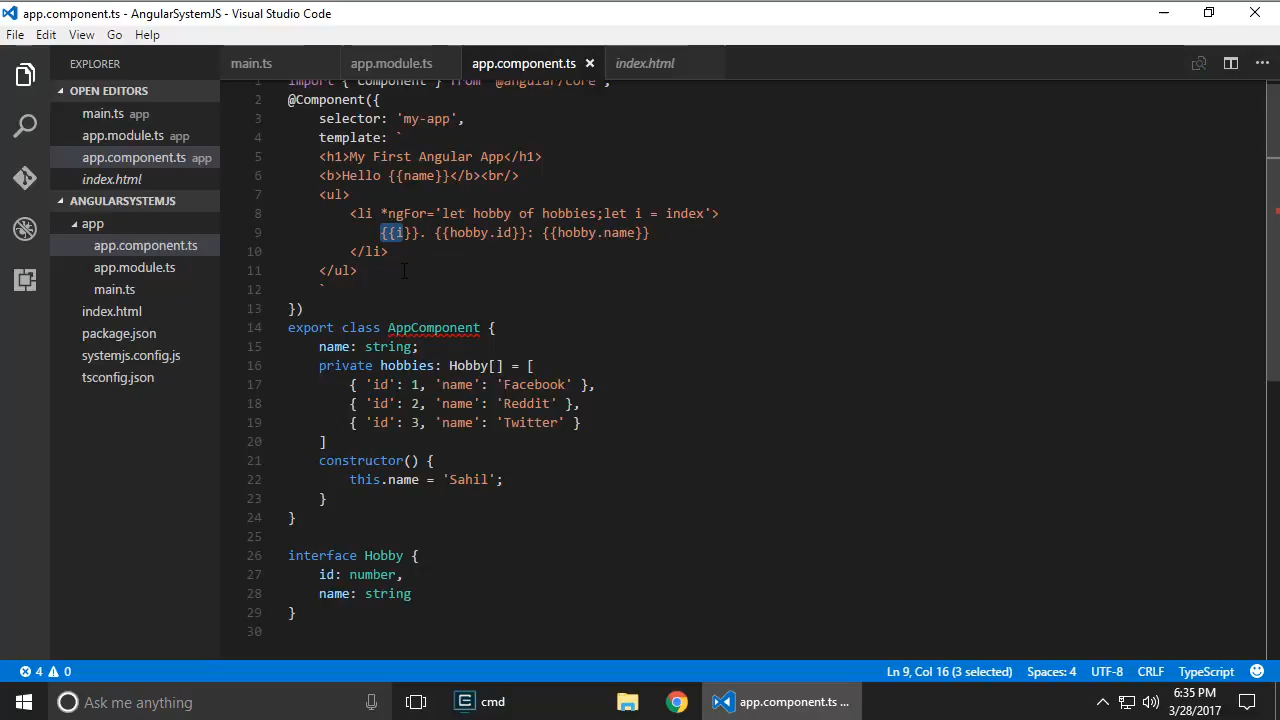 app.component.ts - AngularSystemJS - Visual Studio Code
File Edit View Go Help
EXPLORER
OPEN EDITORS
main.ts app
app.module.ts app
app.component.ts app
index.html
ANGULARSYSTEMJS
app
app.component.ts
app.module.ts
main.ts
index.html
package.json
systemjs.config.js
tsconfig.json
main.ts app.module.ts app.component.ts index.html
1 import { Component } from '@angular/core';
2 @Component({
3 selector: 'my-app',
4 template: `
5 <h1>My First Angular App</h1>
6 <b>Hello {{name}}</b><br/>
7 <ul>
8 <li *ngFor='let hobby of hobbies;let i = index'>
9 {{i}}. {{hobby.id}}: {{hobby.name}}
10 </li>
11 </ul>
12 `
13 })
14 export class AppComponent {
15 name: string;
16 private hobbies: Hobby[] = [
17 { 'id': 1, 'name': 'Facebook' },
18 { 'id': 2, 'name': 'Reddit' },
19 { 'id': 3, 'name': 'Twitter' }
20 ]
21 constructor() {
22 this.name = 'Sahil';
23 }
24 }
25
26 interface Hobby {
27 id: number,
28 name: string
29 }
30
4 0 Ln 9, Col 16 (3 selected) Spaces: 4 UTF-8 CRLF TypeScript
Ask me anything cmd app.component.ts ... 6:35 PM
3/28/2017